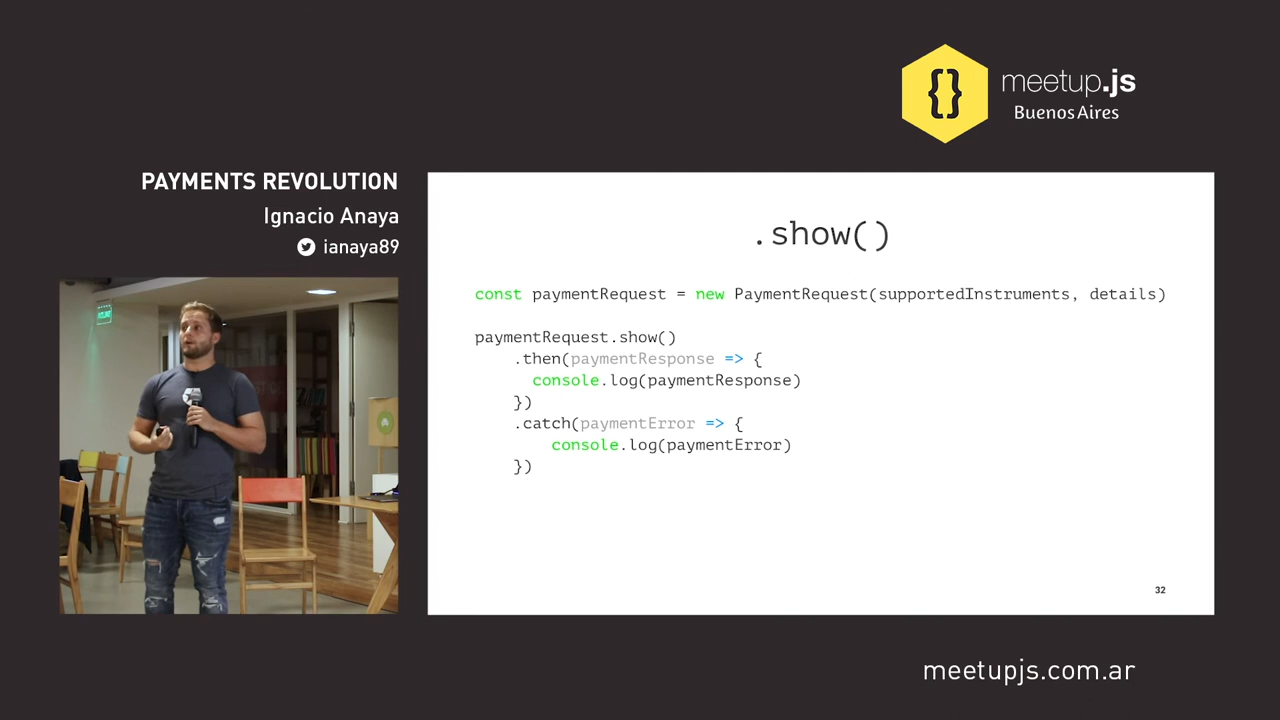 {}
meetup.js
Buenos Aires
PAYMENTS REVOLUTION
Ignacio Anaya
ianaya89
.show()
const paymentRequest = new PaymentRequest(supportedInstruments, details)
paymentRequest.show()
.then(paymentResponse => {
console.log(paymentResponse)
})
.catch(paymentError => {
console.log(paymentError)
})
32
meetupjs.com.ar